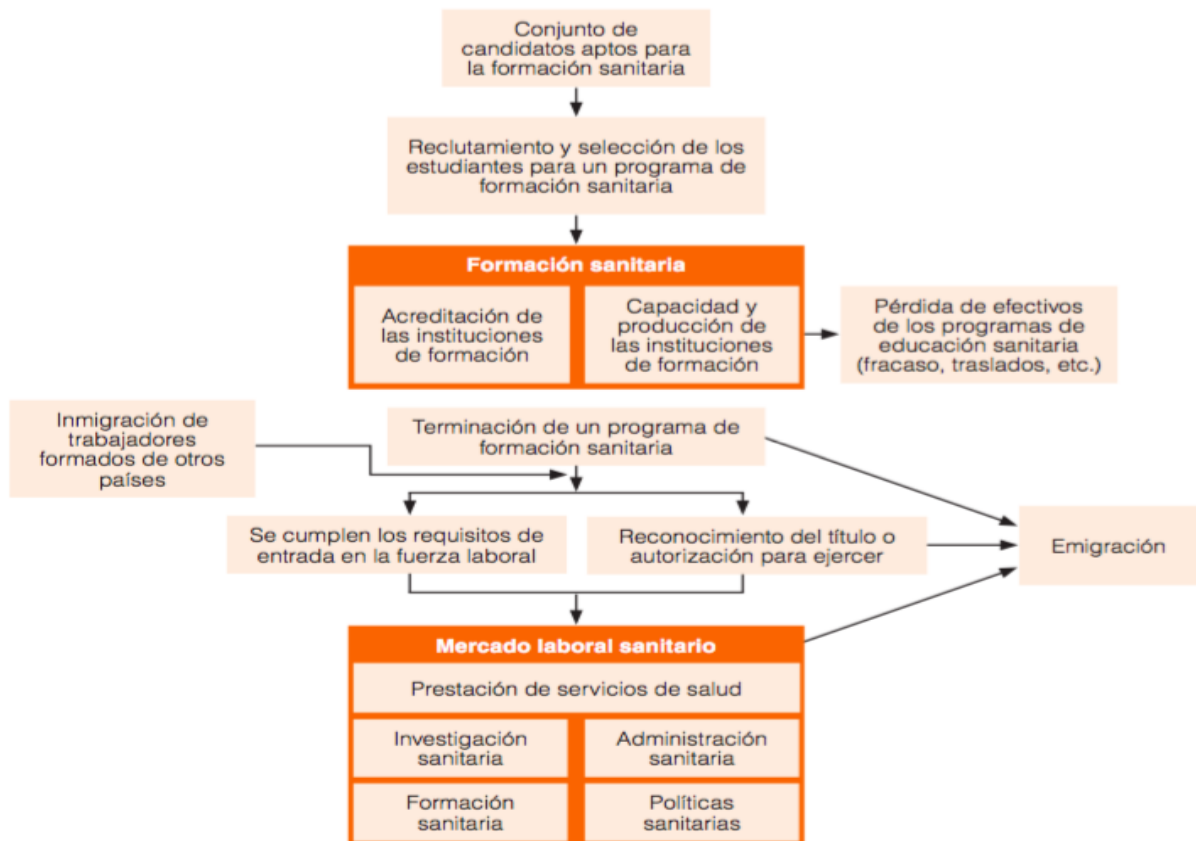 Conjunto de
candidatos aptos para
la formación sanitaria
Reclutamiento y selección de los
estudiantes para un programa de
formación sanitaria
Formación sanitaria
Acreditación de
las instituciones
de formación
Capacidad y
producción de
las instituciones
de formación
Pérdida de efectivos
de los programas de
educación sanitaria
(fracaso, traslados, etc.)
Inmigración de
trabajadores
formados de otros
países
Terminación de un programa de
formación sanitaria
Se cumplen los requisitos de
entrada en la fuerza laboral
Reconocimiento del título o
autorización para ejercer
Emigración
Mercado laboral sanitario
Prestación de servicios de salud
Investigación
sanitaria
Administración
sanitaria
Formación
sanitaria
Políticas
sanitarias